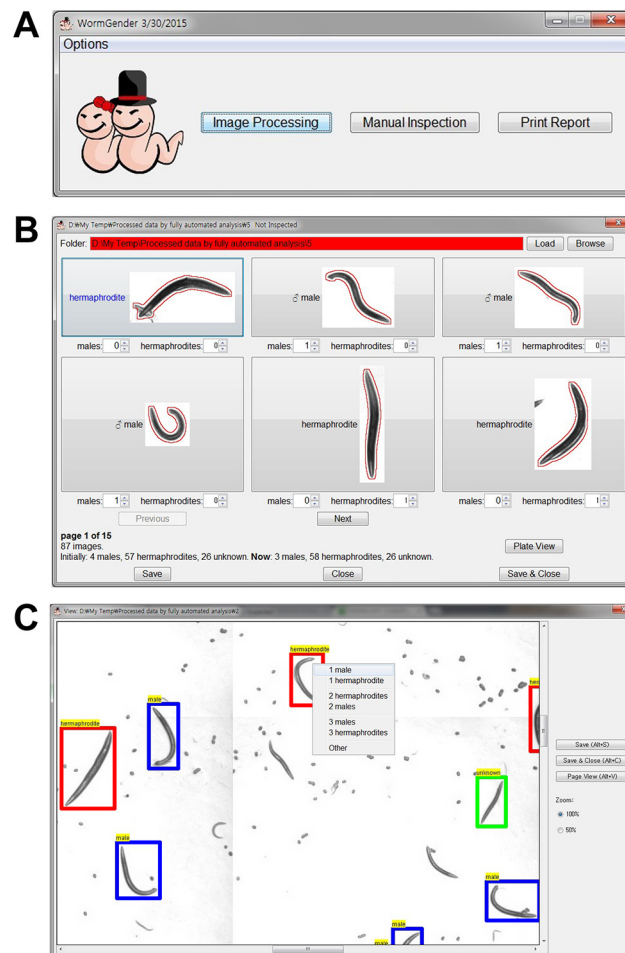 A
WormGender 3/30/2015
Options
Image Processing Manual Inspection Print Report
B
D:₩My Temp₩Processed data by fully automated analysis₩5 Not Inspected
Folder: D:₩My Temp₩Processed data by fully automated analysis₩5 Load Browse
hermaphrodite ♂ male ♂ male
males: 0 hermaphrodites: 0 males: 1 hermaphrodites: 0 males: 1 hermaphrodites: 0
♂ male hermaphrodite hermaphrodite
males: 1 hermaphrodites: 0 males: 0 hermaphrodites: 1 males: 0 hermaphrodites: 1
Previous Next
page 1 of 15
87 images.
Plate View
Initially: 4 males, 57 hermaphrodites, 26 unknown. Now: 3 males, 58 hermaphrodites, 26 unknown.
Save Close Save & Close
C
View: D:₩My Temp₩Processed data by fully automated analysis₩2
hermaphrodite
1 male
1 hermaphrodite
2 hermaphrodites
2 males
3 males
3 hermaphrodites
Other
her
male
hermaphrodite
unknown
male
male
male
Save (Alt+S)
Save & Close (Alt+C)
Page View (Alt+V)
Zoom:
100%
50%